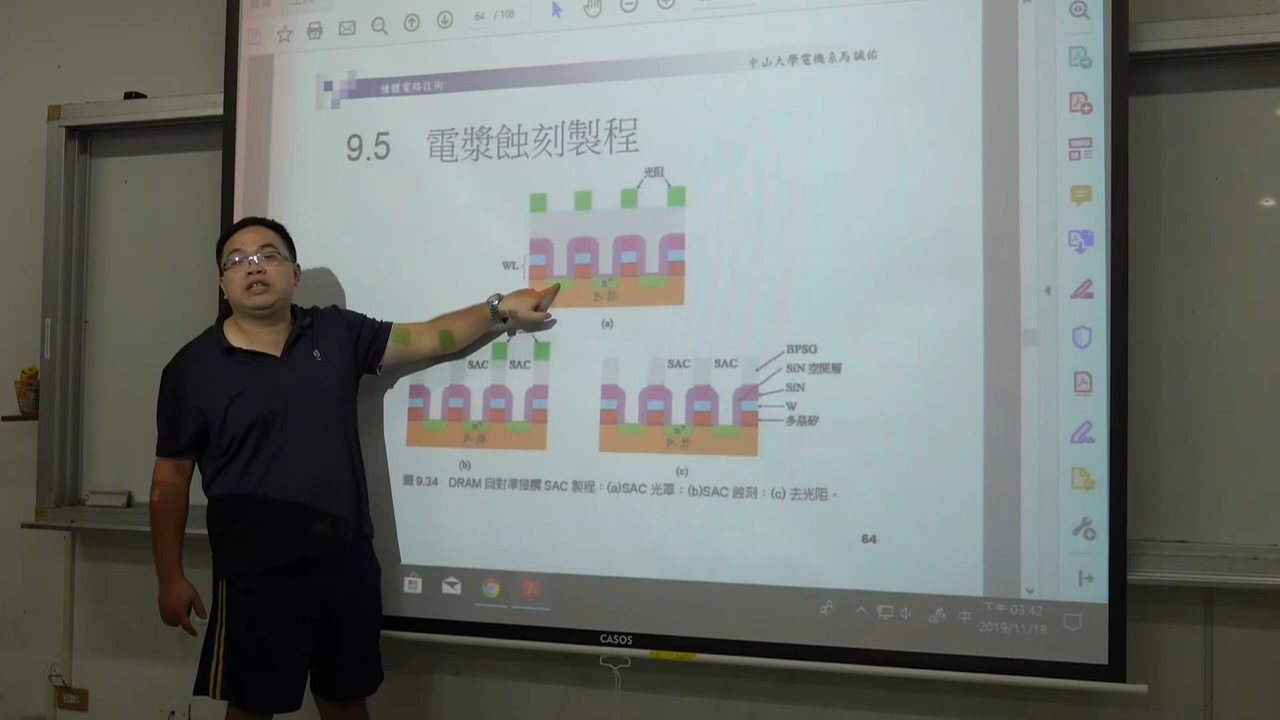 64 / 108
中山大學電機系馬誠佑
積體電路技術
9.5 電漿蝕刻製程
光阻
WL
n+
P-井
(a)
SAC SAC
n+
P-井
(b)
SAC SAC
BPSG
SiN 空間層
SiN
W
多晶矽
n+
P-井
(c)
圖 9.34 DRAM 自對準接觸 SAC 製程：(a)SAC 光罩；(b)SAC 蝕刻；(c) 去光阻。
64
中
下午 03:42
2019/11/18
CASOS